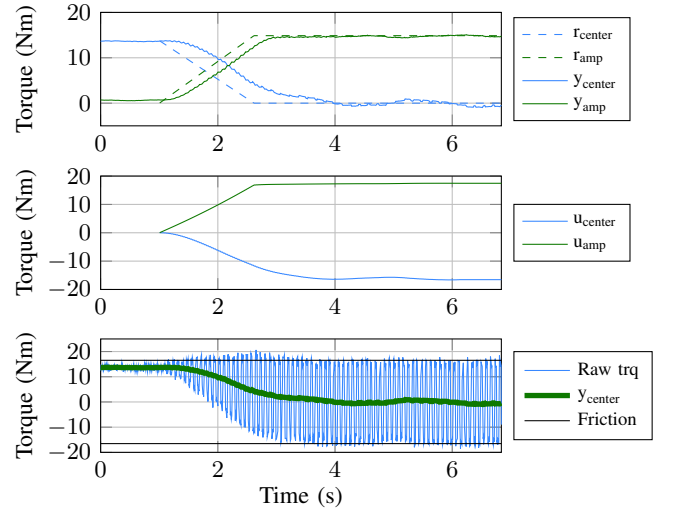 Torque (Nm)
20
10
0
0
2
4
6
r_center
r_amp
y_center
y_amp
Torque (Nm)
20
10
0
−10
−20
0
2
4
6
u_center
u_amp
Torque (Nm)
20
10
0
−10
−20
0
2
4
6
Time (s)
Raw trq
y_center
Friction